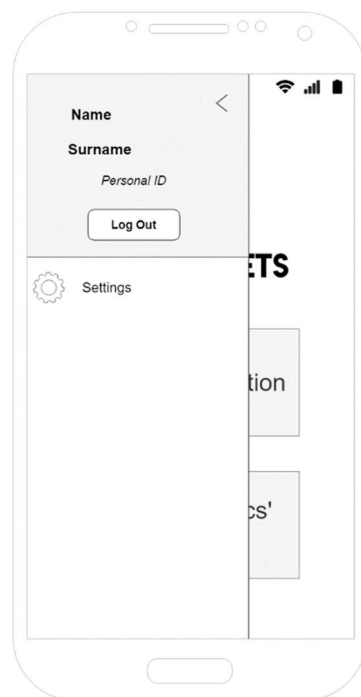 Name
Surname
Personal ID
Log Out
ETS
Settings
tion
cs'